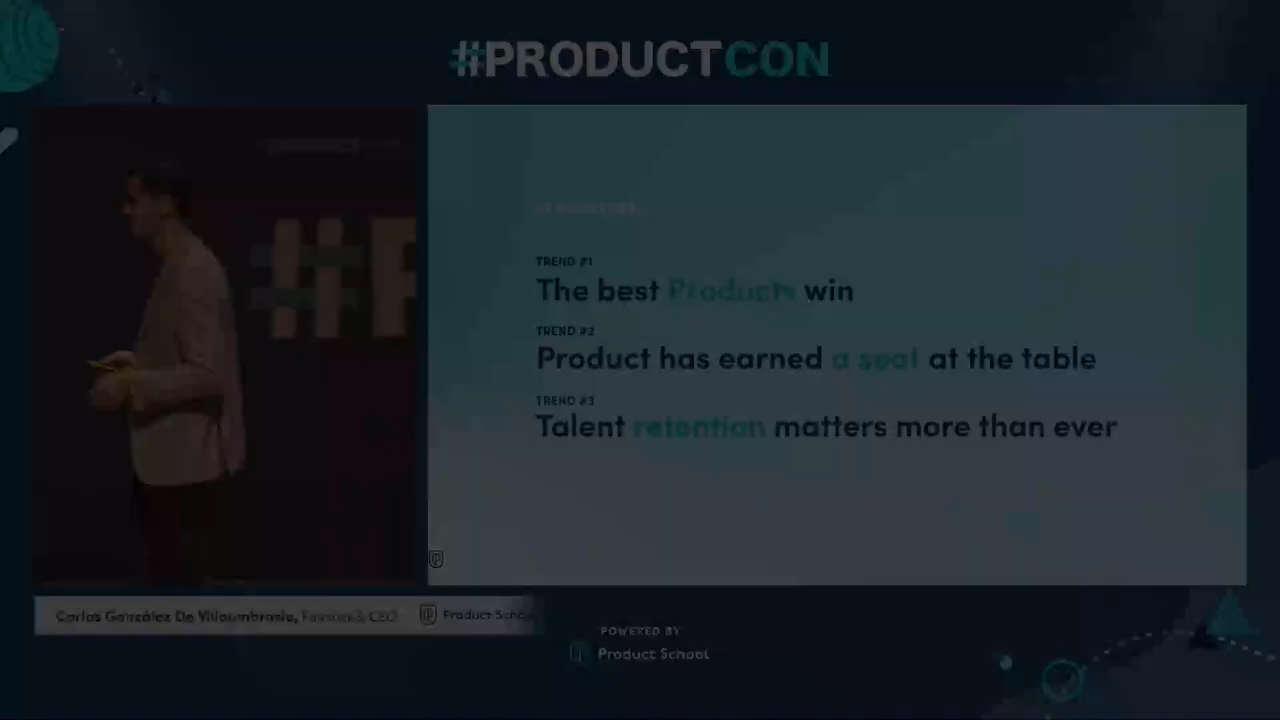 #PRODUCTCON
#P
TREND #1
The best Products win
TREND #2
Product has earned a seat at the table
TREND #3
Talent retention matters more than ever
Carlos González De Villaumbrosia, Founder & CEO
Product School
POWERED BY
Product School